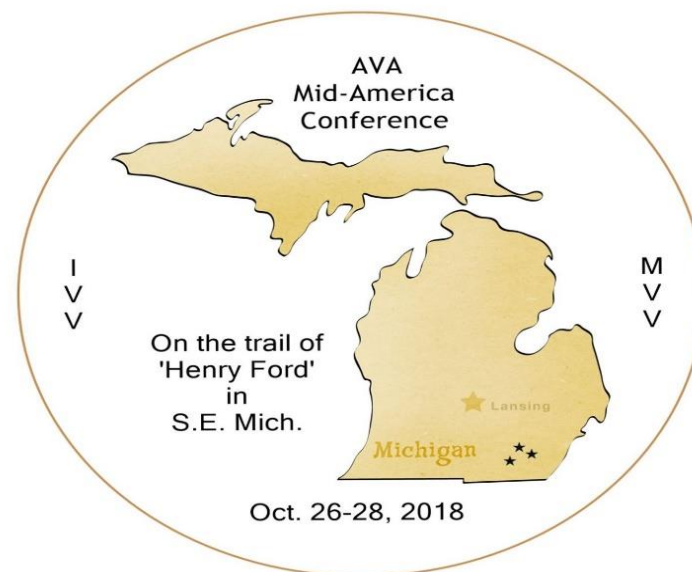 AVA
Mid-America
Conference
I
V
V
M
V
V
On the trail of
'Henry Ford'
in
S.E. Mich.
Lansing
Michigan
Oct. 26-28, 2018